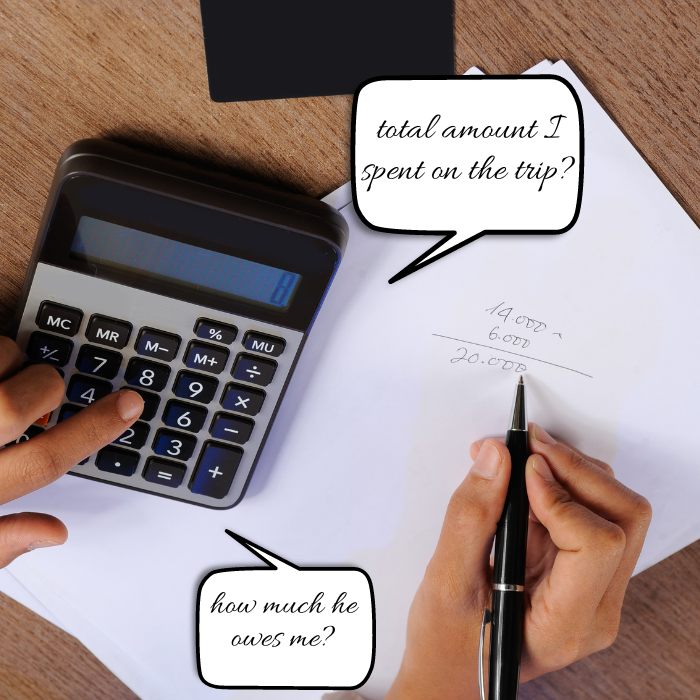 total amount I
spent on the trip?
14.000
6.000
20.000
MC MR M− % MU
+/− 7 8 M+ ÷
4 9 ×
2 6 −
· 3 +
=
how much he
owes me?